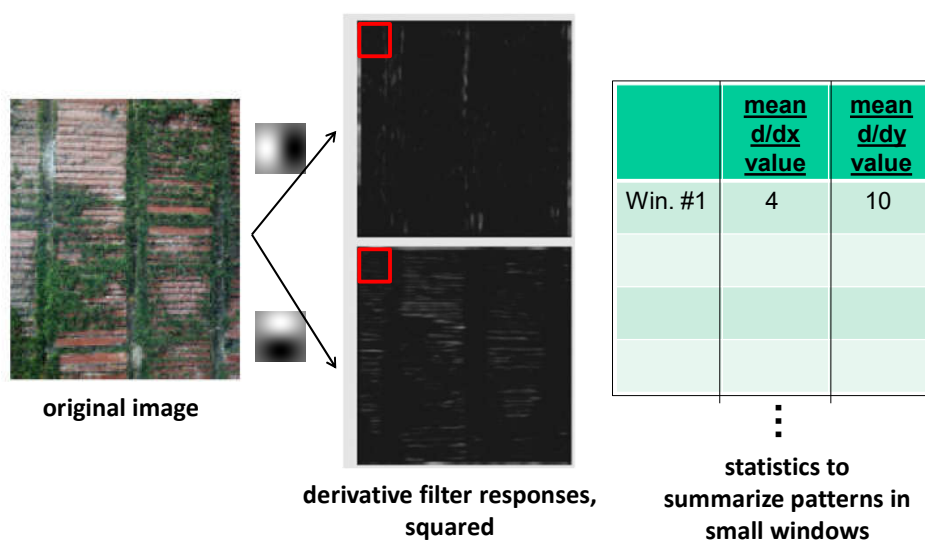 original image
derivative filter responses,
squared
mean
d/dx
value
mean
d/dy
value
Win. #1 4 10
⋮
statistics to
summarize patterns in
small windows